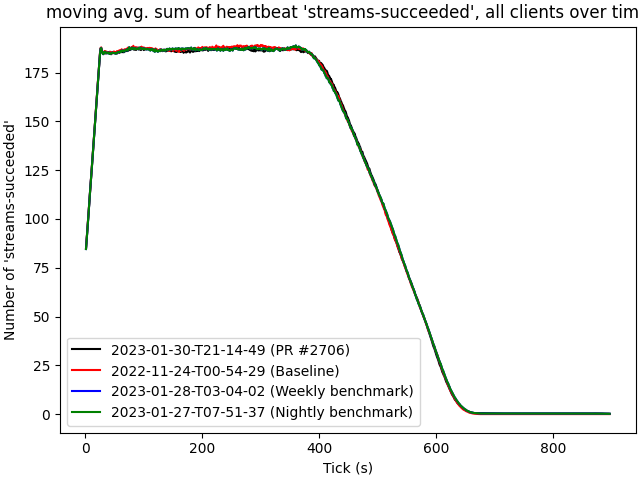 moving avg. sum of heartbeat 'streams-succeeded', all clients over tim
Number of 'streams-succeeded'
175
150
125
100
75
50
25
0
2023-01-30-T21-14-49 (PR #2706)
2022-11-24-T00-54-29 (Baseline)
2023-01-28-T03-04-02 (Weekly benchmark)
2023-01-27-T07-51-37 (Nightly benchmark)
0 200 400 600 800
Tick (s)